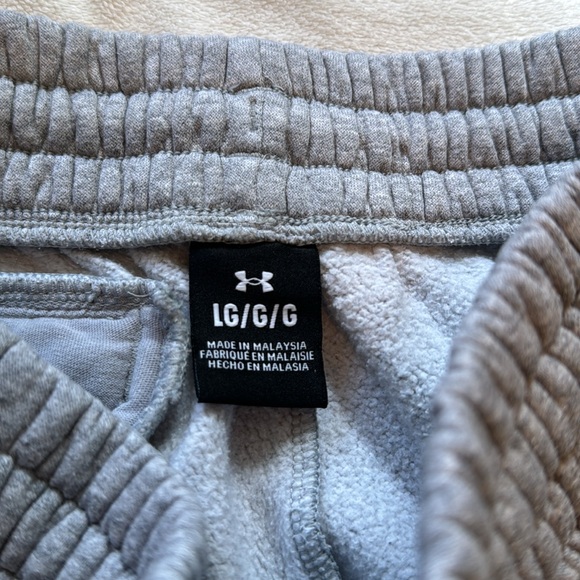 LG/G/G
MADE IN MALAYSIA
FABRIQUÉ EN MALAISIE
HECHO EN MALASIA